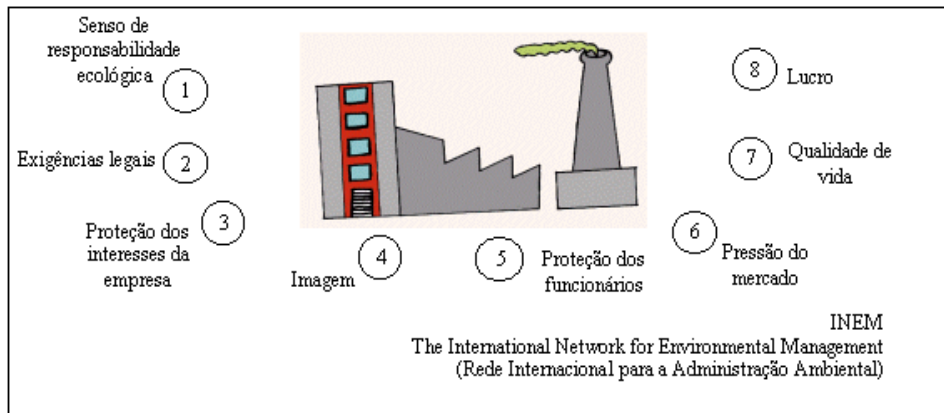 Senso de
responsabilidade
ecológica
1
Exigências legais
2
Proteção dos
interesses da
empresa
3
Imagem
4
5
Proteção dos
funcionários
6
Pressão do
mercado
7
Qualidade de
vida
8
Lucro
INEM
The International Network for Environmental Management
(Rede Internacional para a Administração Ambiental)